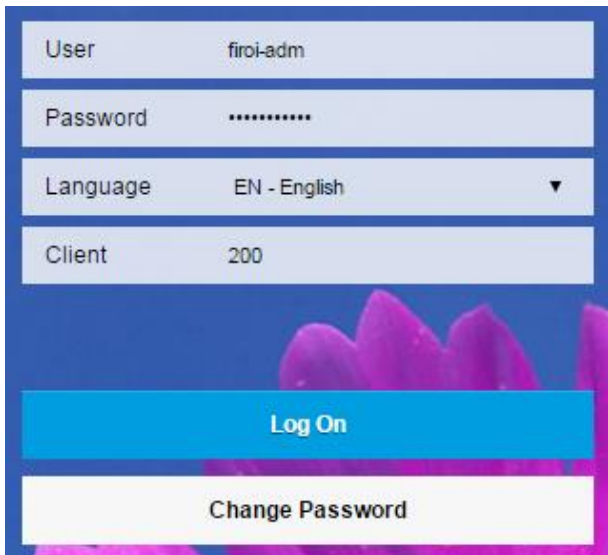 User firoi-adm
Password •••••••••••
Language EN - English ▼
Client 200
Log On
Change Password